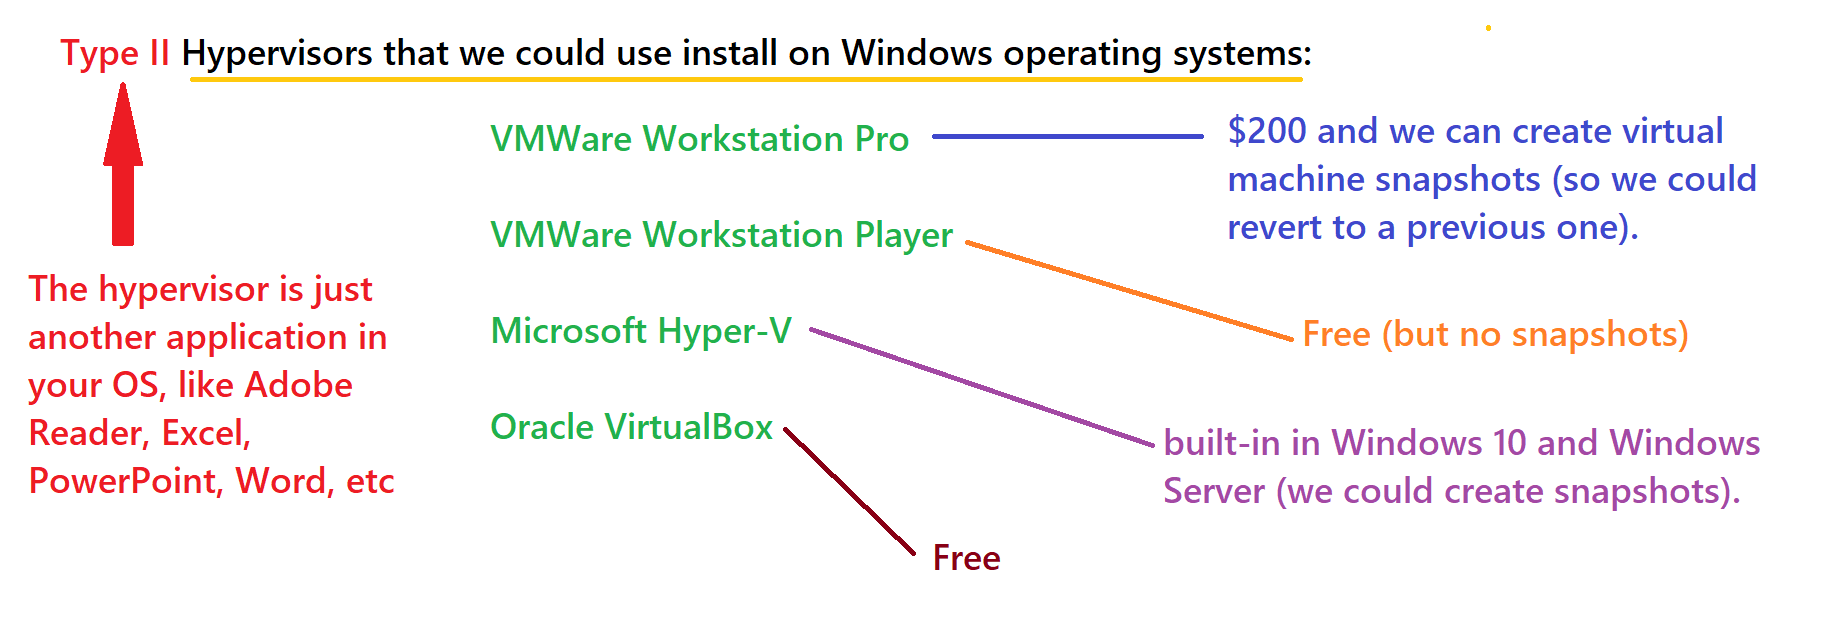 Type II Hypervisors that we could use install on Windows operating systems:
VMWare Workstation Pro
$200 and we can create virtual
machine snapshots (so we could
revert to a previous one).
VMWare Workstation Player
Free (but no snapshots)
Microsoft Hyper-V
built-in in Windows 10 and Windows
Server (we could create snapshots).
Oracle VirtualBox
Free
The hypervisor is just
another application in
your OS, like Adobe
Reader, Excel,
PowerPoint, Word, etc